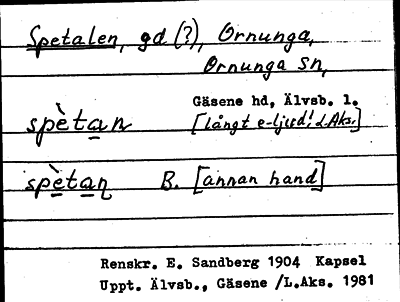 Spetalen, gd (?), Ornunga,
Ornunga sn,
Gäsene hd, Älvsb. l.
spètan [långt e-ljud! L.Aks.]
spètan B. [annan hand]
Renskr. E. Sandberg 1904 Kapsel
Uppt. Älvsb., Gäsene /L.Aks. 1981